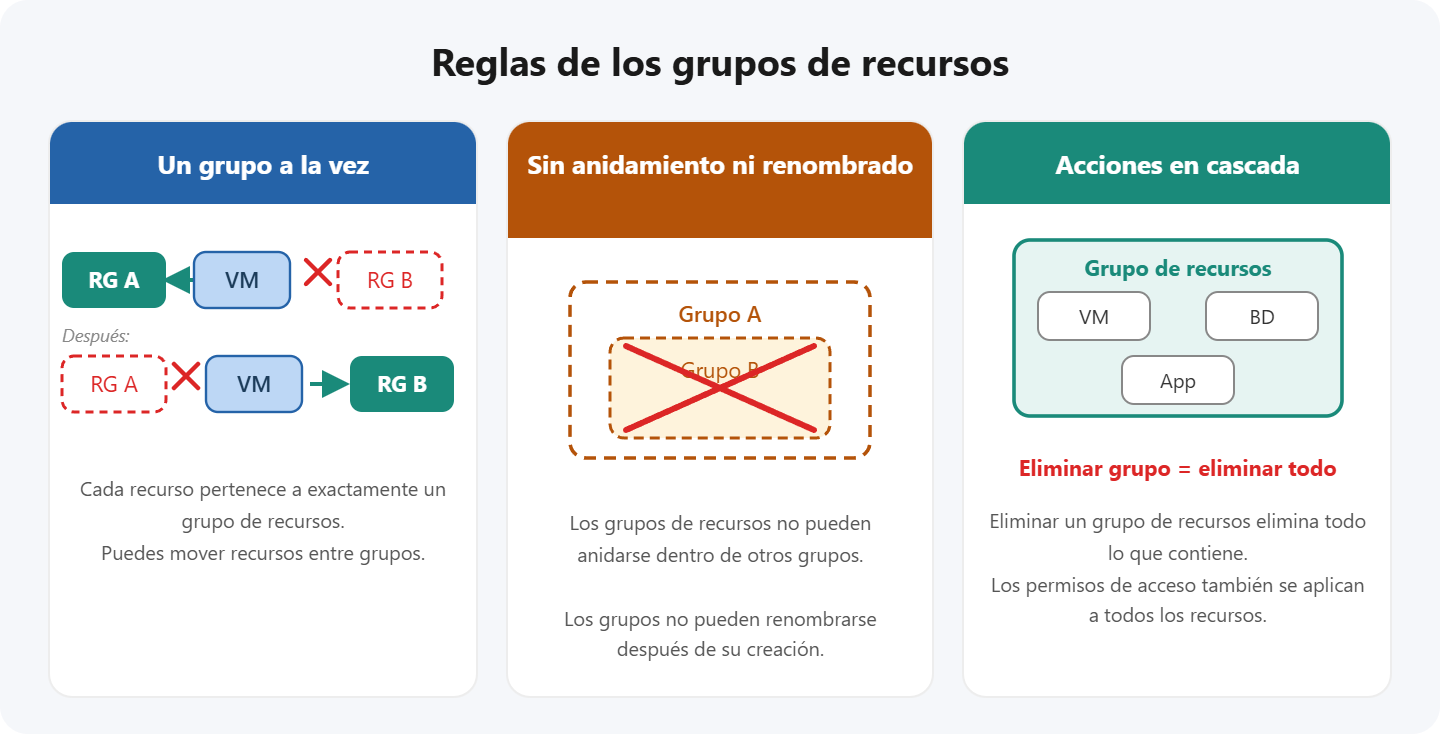 Reglas de los grupos de recursos
Un grupo a la vez
RG A
VM
RG B
Después:
RG A
VM
RG B
Cada recurso pertenece a exactamente un
grupo de recursos.
Puedes mover recursos entre grupos.
Sin anidamiento ni renombrado
Grupo A
Grupo B
Los grupos de recursos no pueden
anidarse dentro de otros grupos.
Los grupos no pueden renombrarse
después de su creación.
Acciones en cascada
Grupo de recursos
VM
BD
App
Eliminar grupo = eliminar todo
Eliminar un grupo de recursos elimina todo
lo que contiene.
Los permisos de acceso también se aplican
a todos los recursos.